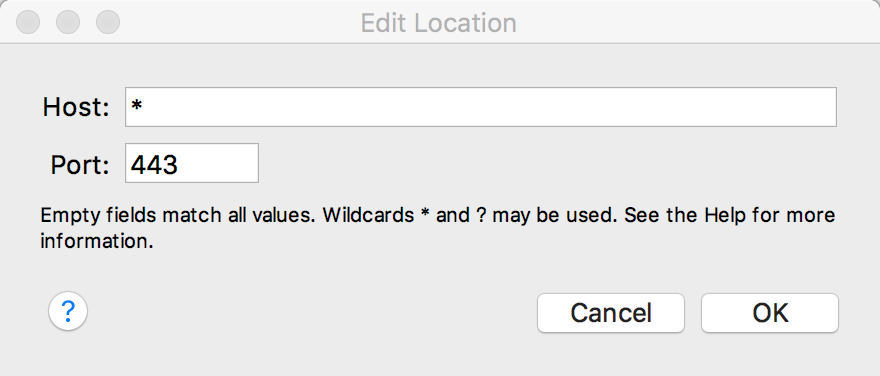 Edit Location
Host: *
Port: 443
Empty fields match all values. Wildcards * and ? may be used. See the Help for more
information.
? Cancel OK